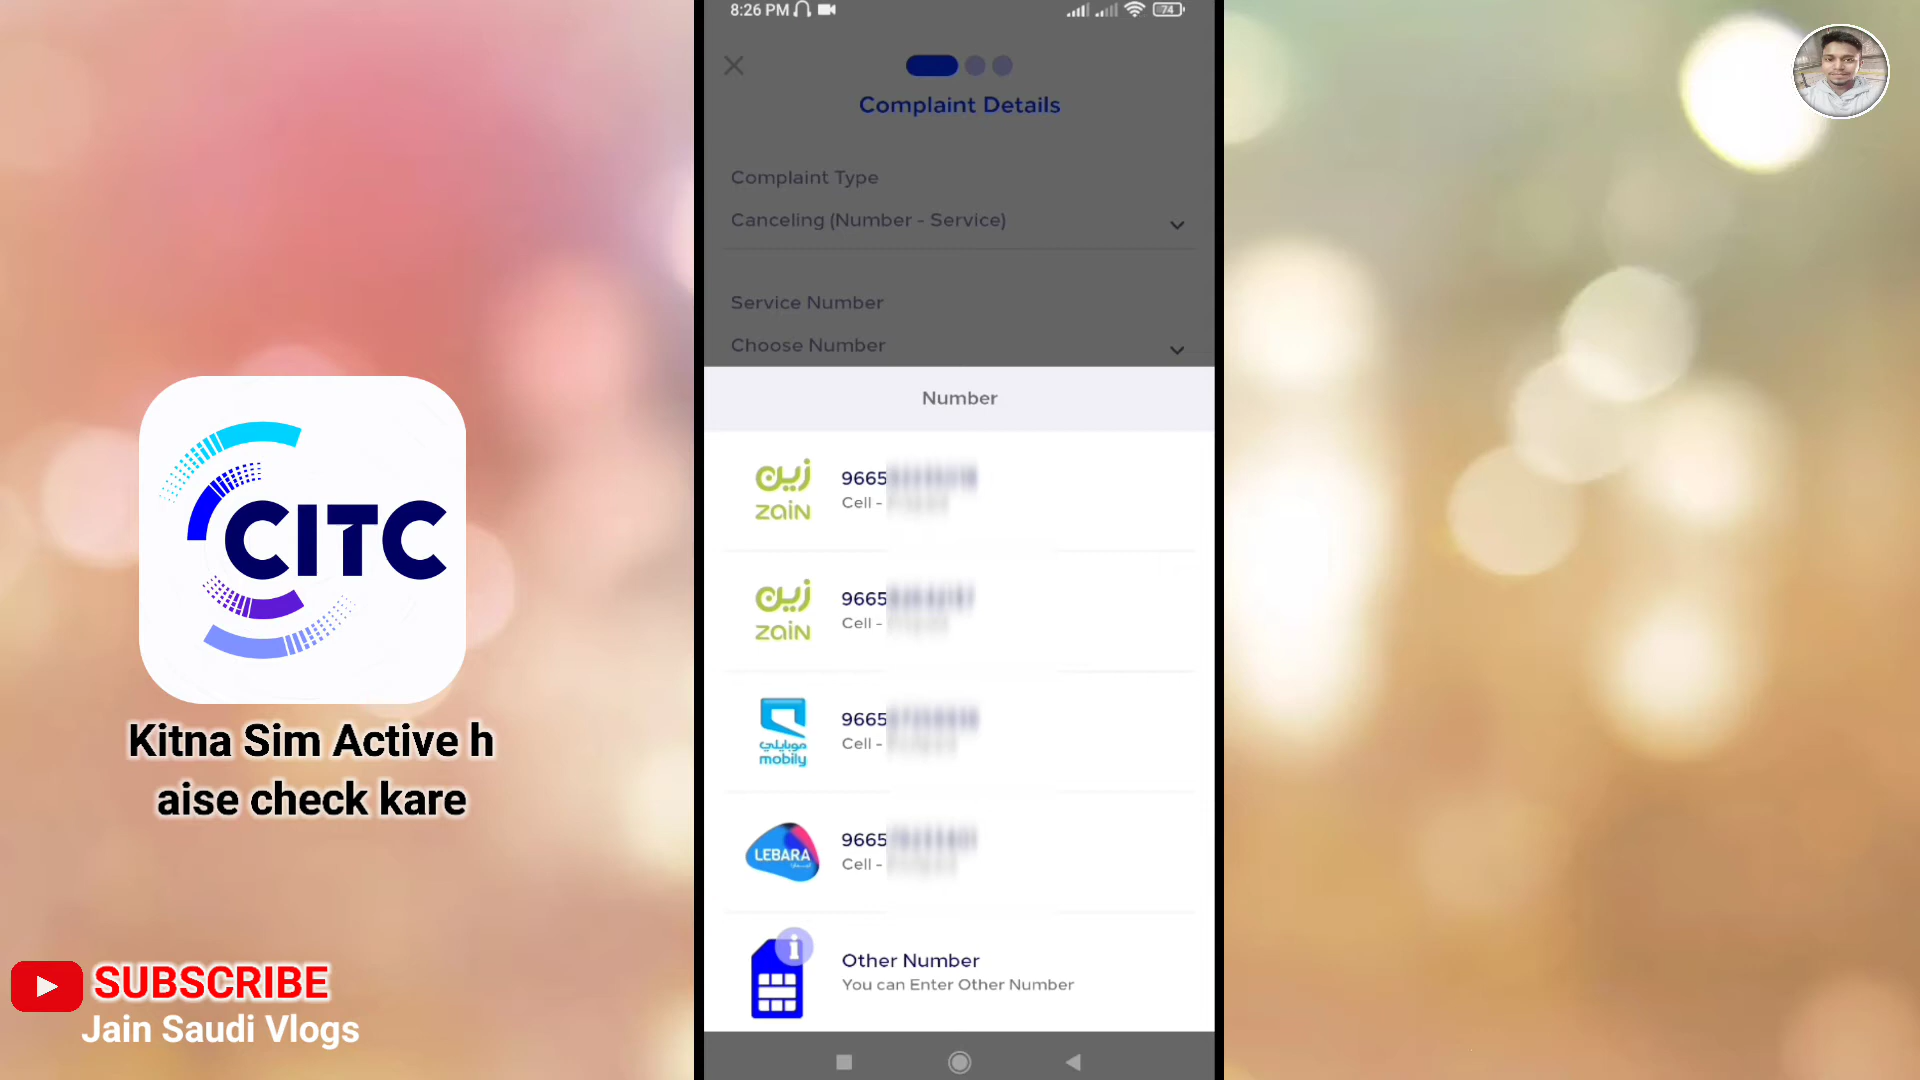 8:26 PM
74
Complaint Details
Complaint Type
Canceling (Number - Service)
Service Number
Choose Number
Number
زين
zain
9665
Cell -
زين
zain
9665
Cell -
موبايلي
mobily
9665
Cell -
LEBARA
9665
Cell -
Other Number
You can Enter Other Number
CITC
Kitna Sim Active h
aise check kare
SUBSCRIBE
Jain Saudi Vlogs